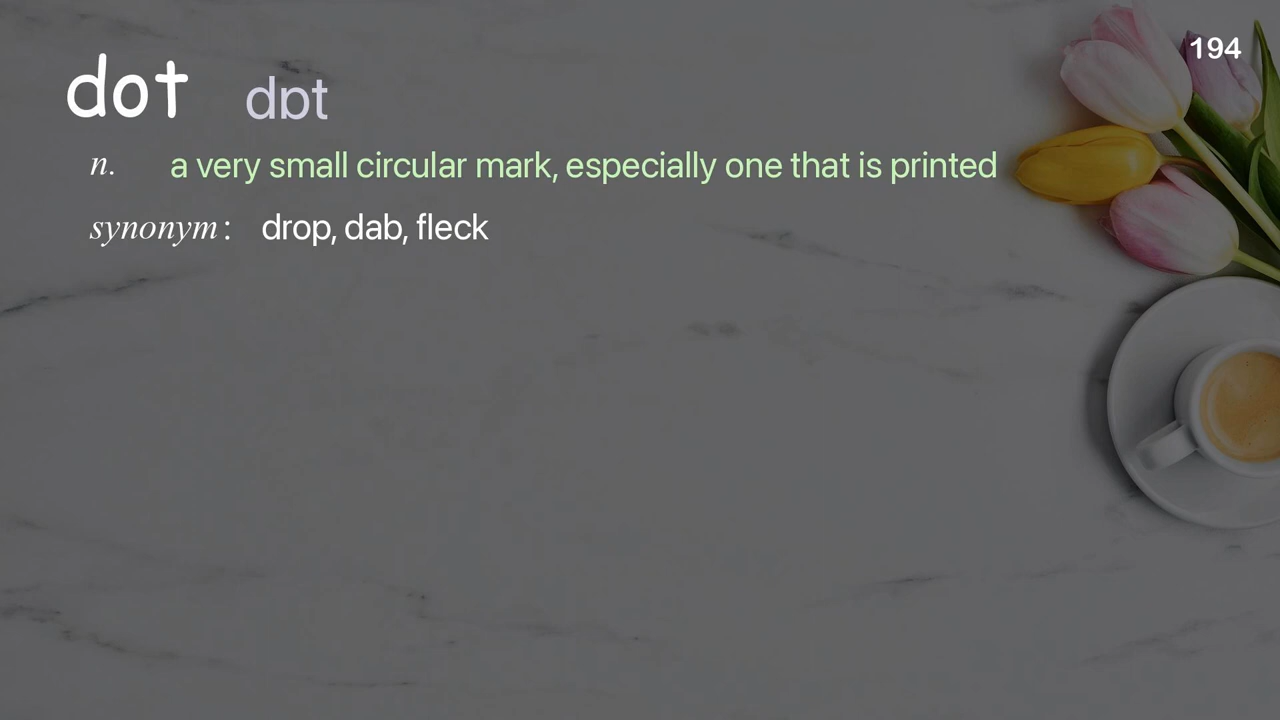 194
dot dɒt
n. a very small circular mark, especially one that is printed
synonym: drop, dab, fleck